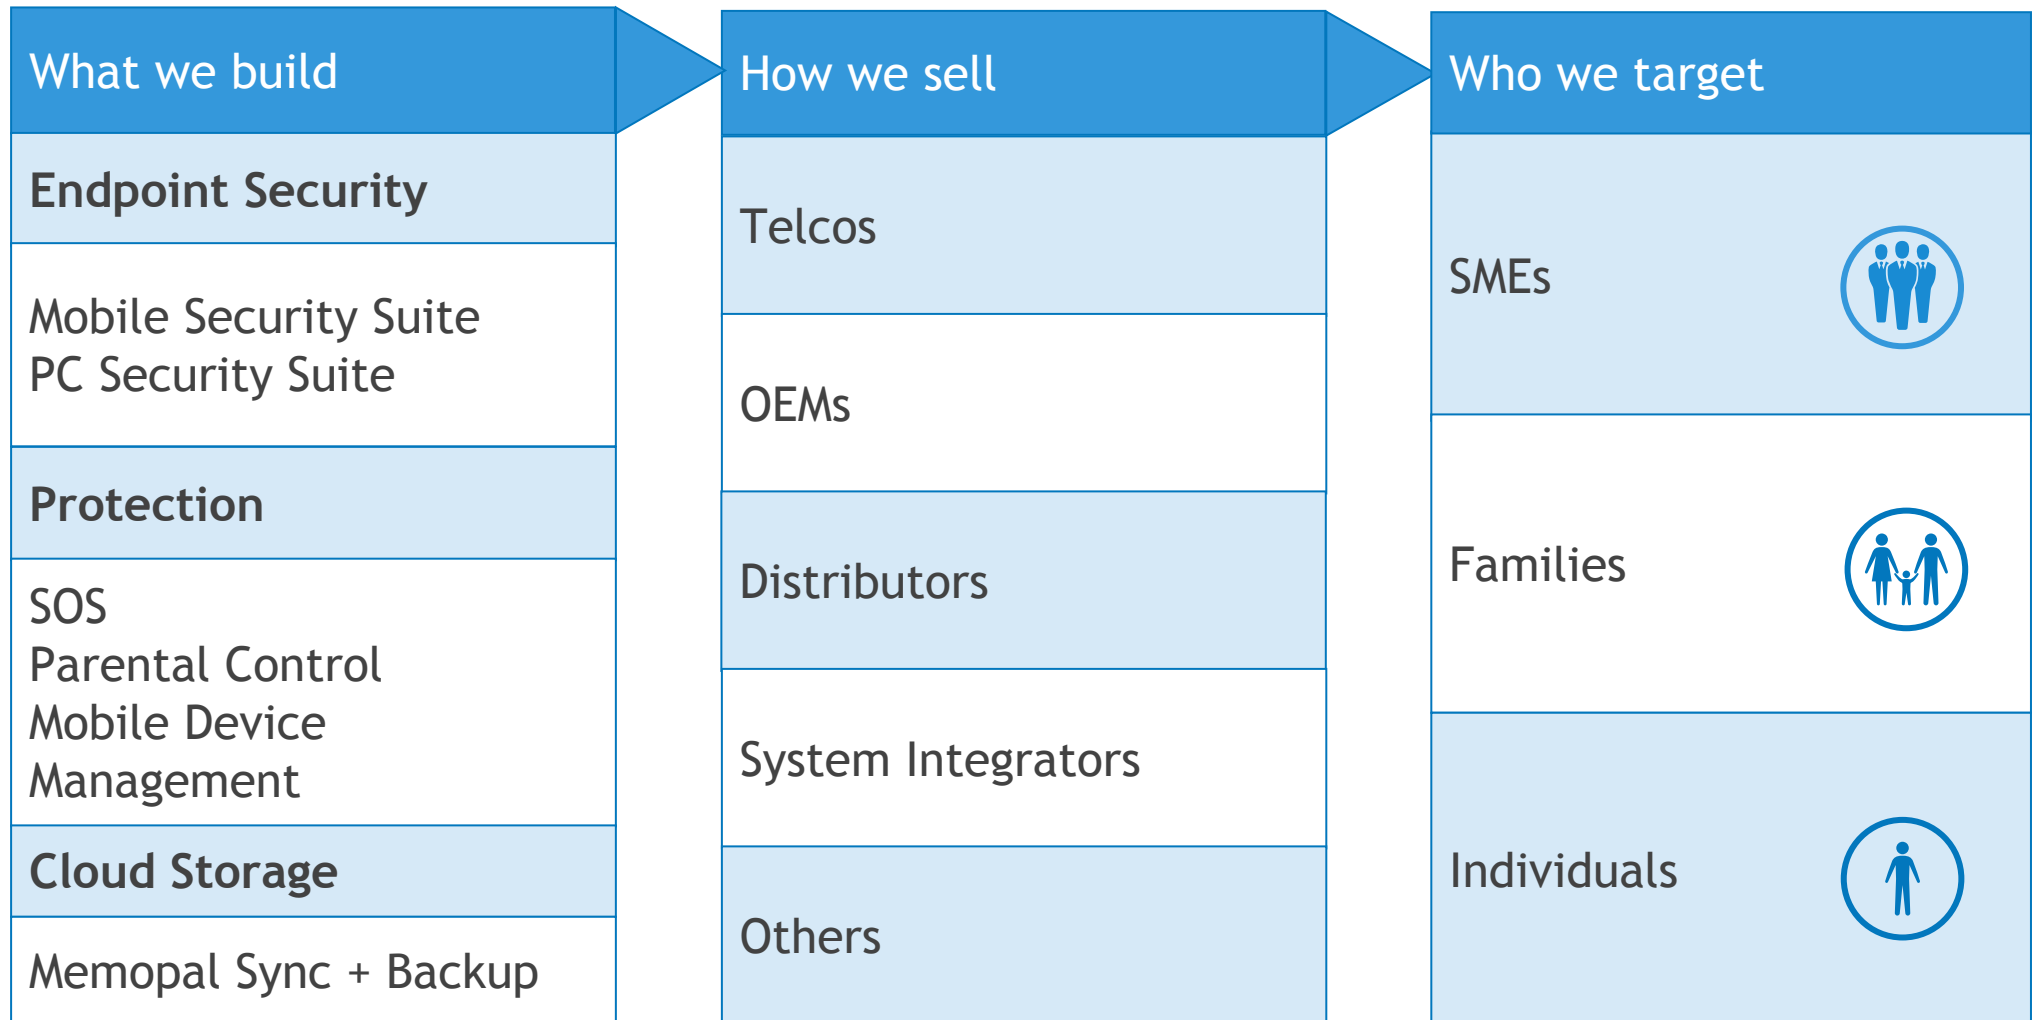 What we build
Endpoint Security
Mobile Security Suite
PC Security Suite
Protection
SOS
Parental Control
Mobile Device
Management
Cloud Storage
Memopal Sync + Backup
How we sell
Telcos
OEMs
Distributors
System Integrators
Others
Who we target
SMEs
Families
Individuals